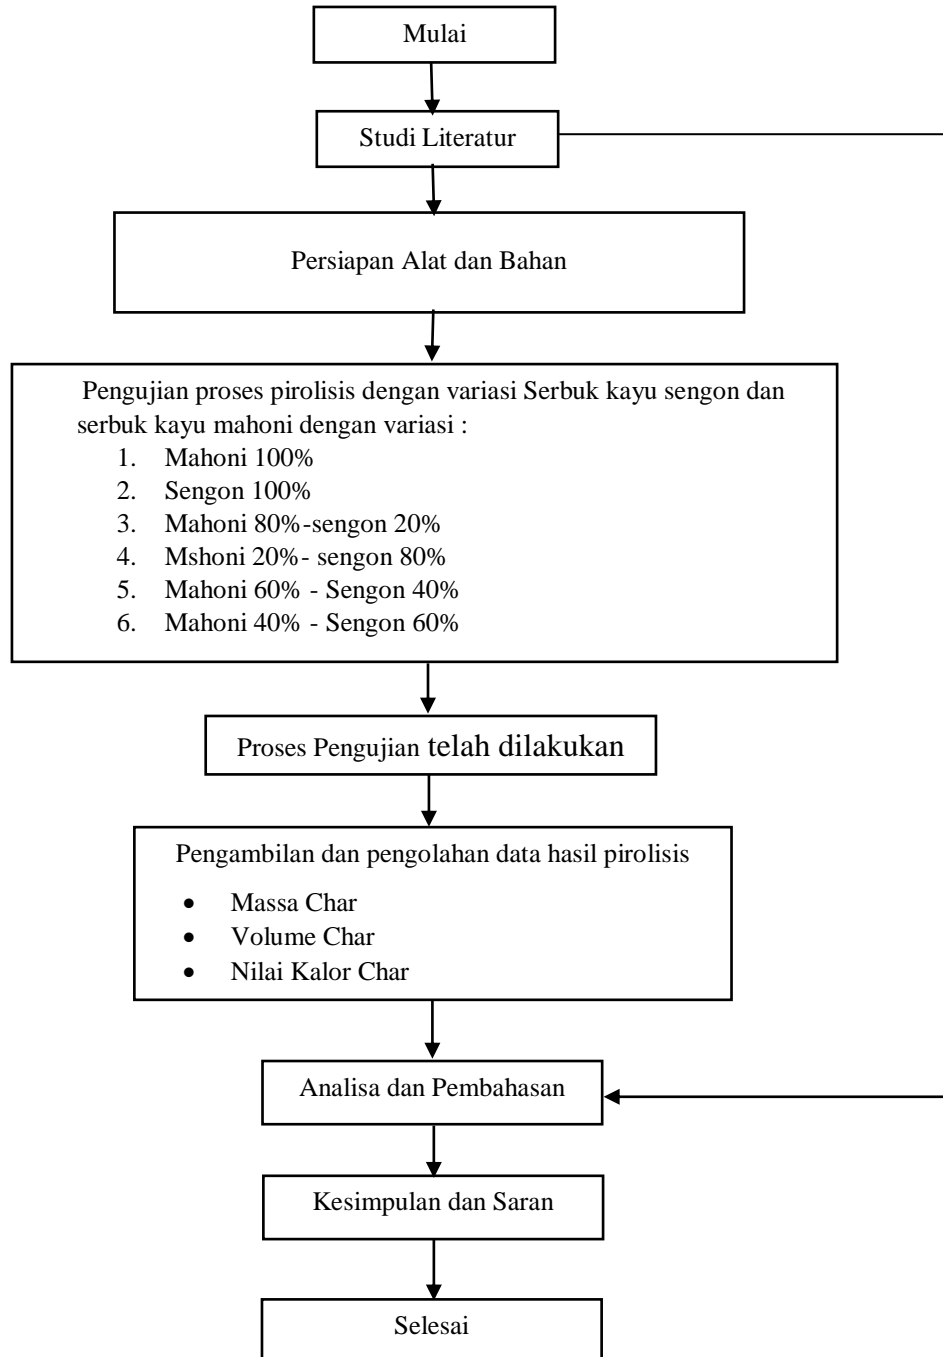 Mulai
Studi Literatur
Persiapan Alat dan Bahan
Pengujian proses pirolisis dengan variasi Serbuk kayu sengon dan
serbuk kayu mahoni dengan variasi :
1. Mahoni 100%
2. Sengon 100%
3. Mahoni 80%-sengon 20%
4. Mshoni 20%- sengon 80%
5. Mahoni 60% - Sengon 40%
6. Mahoni 40% - Sengon 60%
Proses Pengujian telah dilakukan
Pengambilan dan pengolahan data hasil pirolisis
• Massa Char
• Volume Char
• Nilai Kalor Char
Analisa dan Pembahasan
Kesimpulan dan Saran
Selesai